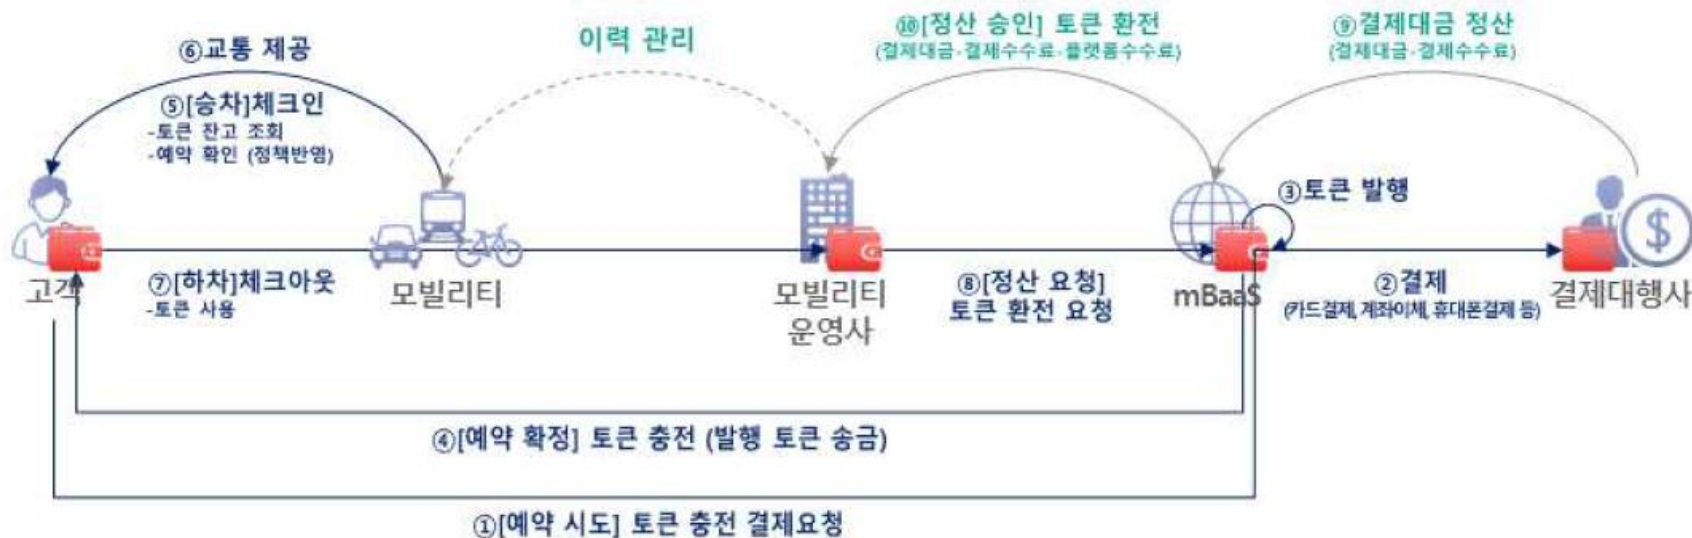 ⑥교통 제공
이력 관리
⑩[정산 승인] 토큰 환전
(결제대금-결제수수료-플랫폼수수료)
⑨결제대금 정산
(결제대금-결제수수료)
⑤[승차]체크인
-토큰 잔고 조회
-예약 확인 (정책반영)
③토큰 발행
$
고객
⑦[하차]체크아웃
-토큰 사용
모빌리티
모빌리티
운영사
⑧[정산 요청]
토큰 환전 요청
mBaaS
②결제
(카드결제,계좌이체,휴대폰결제 등)
결제대행사
④[예약 확정] 토큰 충전 (발행 토큰 송금)
①[예약 시도] 토큰 충전 결제요청